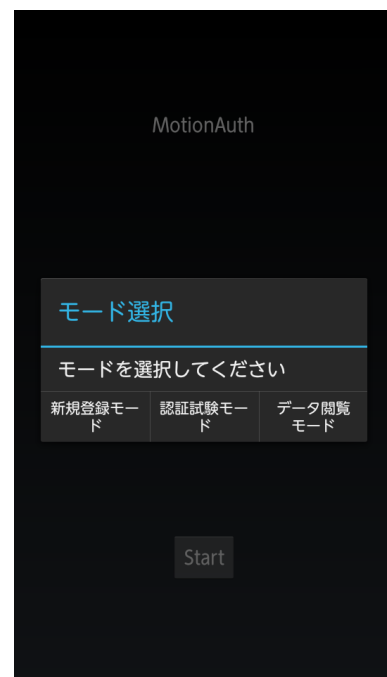 MotionAuth
モード選択
モードを選択してください
新規登録モー
ド
認証試験モー
ド
データ閲覧
モード
Start